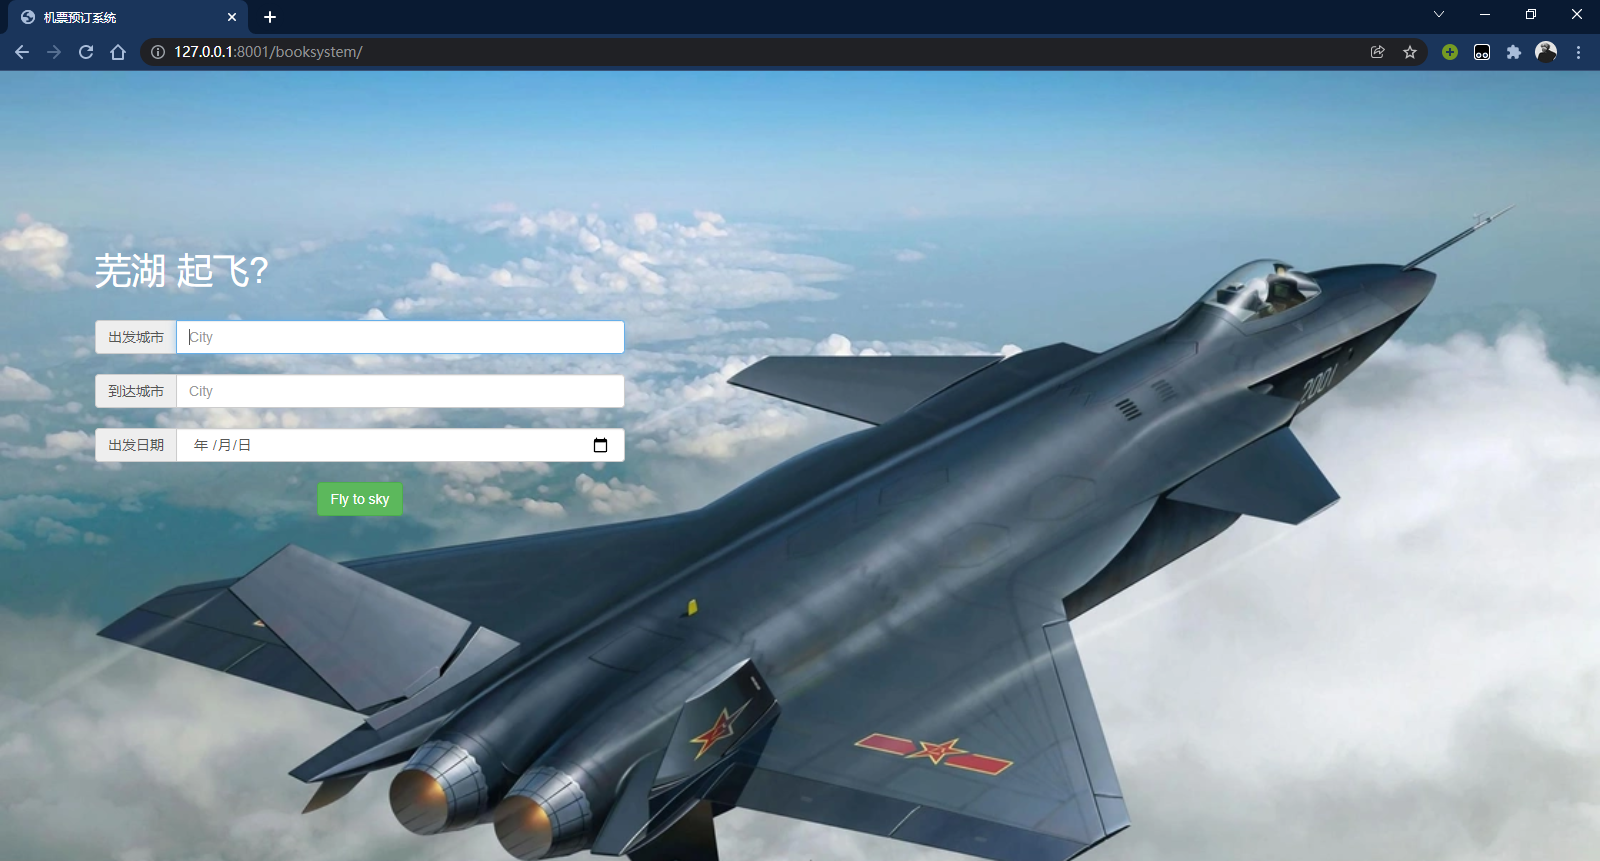 机票预订系统
127.0.0.1:8001/booksystem/
芜湖 起飞?
出发城市 City
到达城市 City
出发日期 年 /月/日
Fly to sky
2001